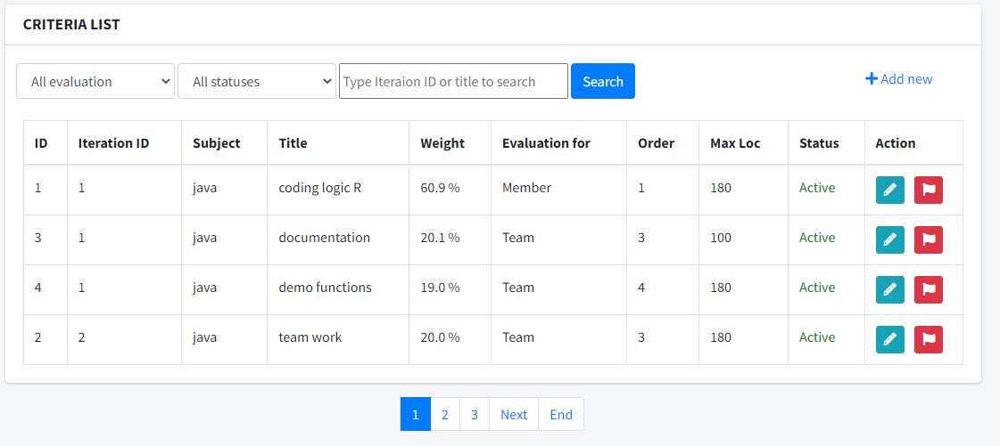 CRITERIA LIST
All evaluation All statuses Type Iteraion ID or title to search Search Add new
ID Iteration ID Subject Title Weight Evaluation for Order Max Loc Status Action
1 1 java coding logic R 60.9 % Member 1 180 Active
3 1 java documentation 20.1 % Team 3 100 Active
4 1 java demo functions 19.0 % Team 4 180 Active
2 2 java team work 20.0 % Team 3 180 Active
1 2 3 Next End